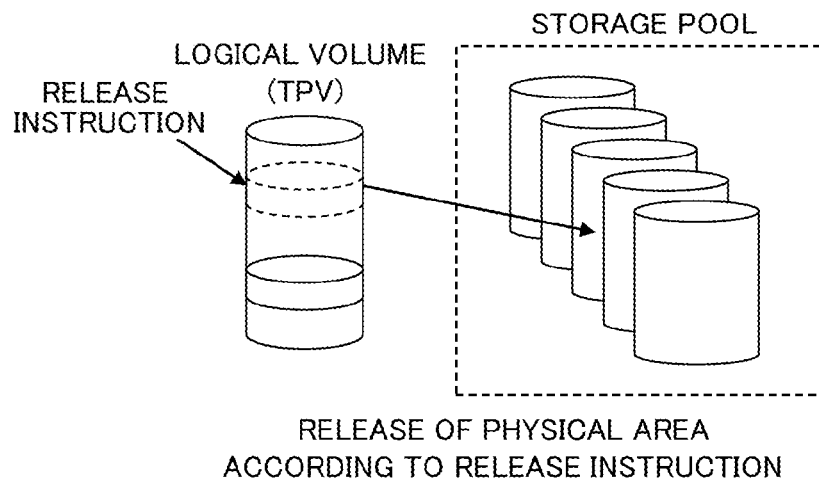 STORAGE POOL
LOGICAL VOLUME
(TPV)
RELEASE
INSTRUCTION
RELEASE OF PHYSICAL AREA
ACCORDING TO RELEASE INSTRUCTION